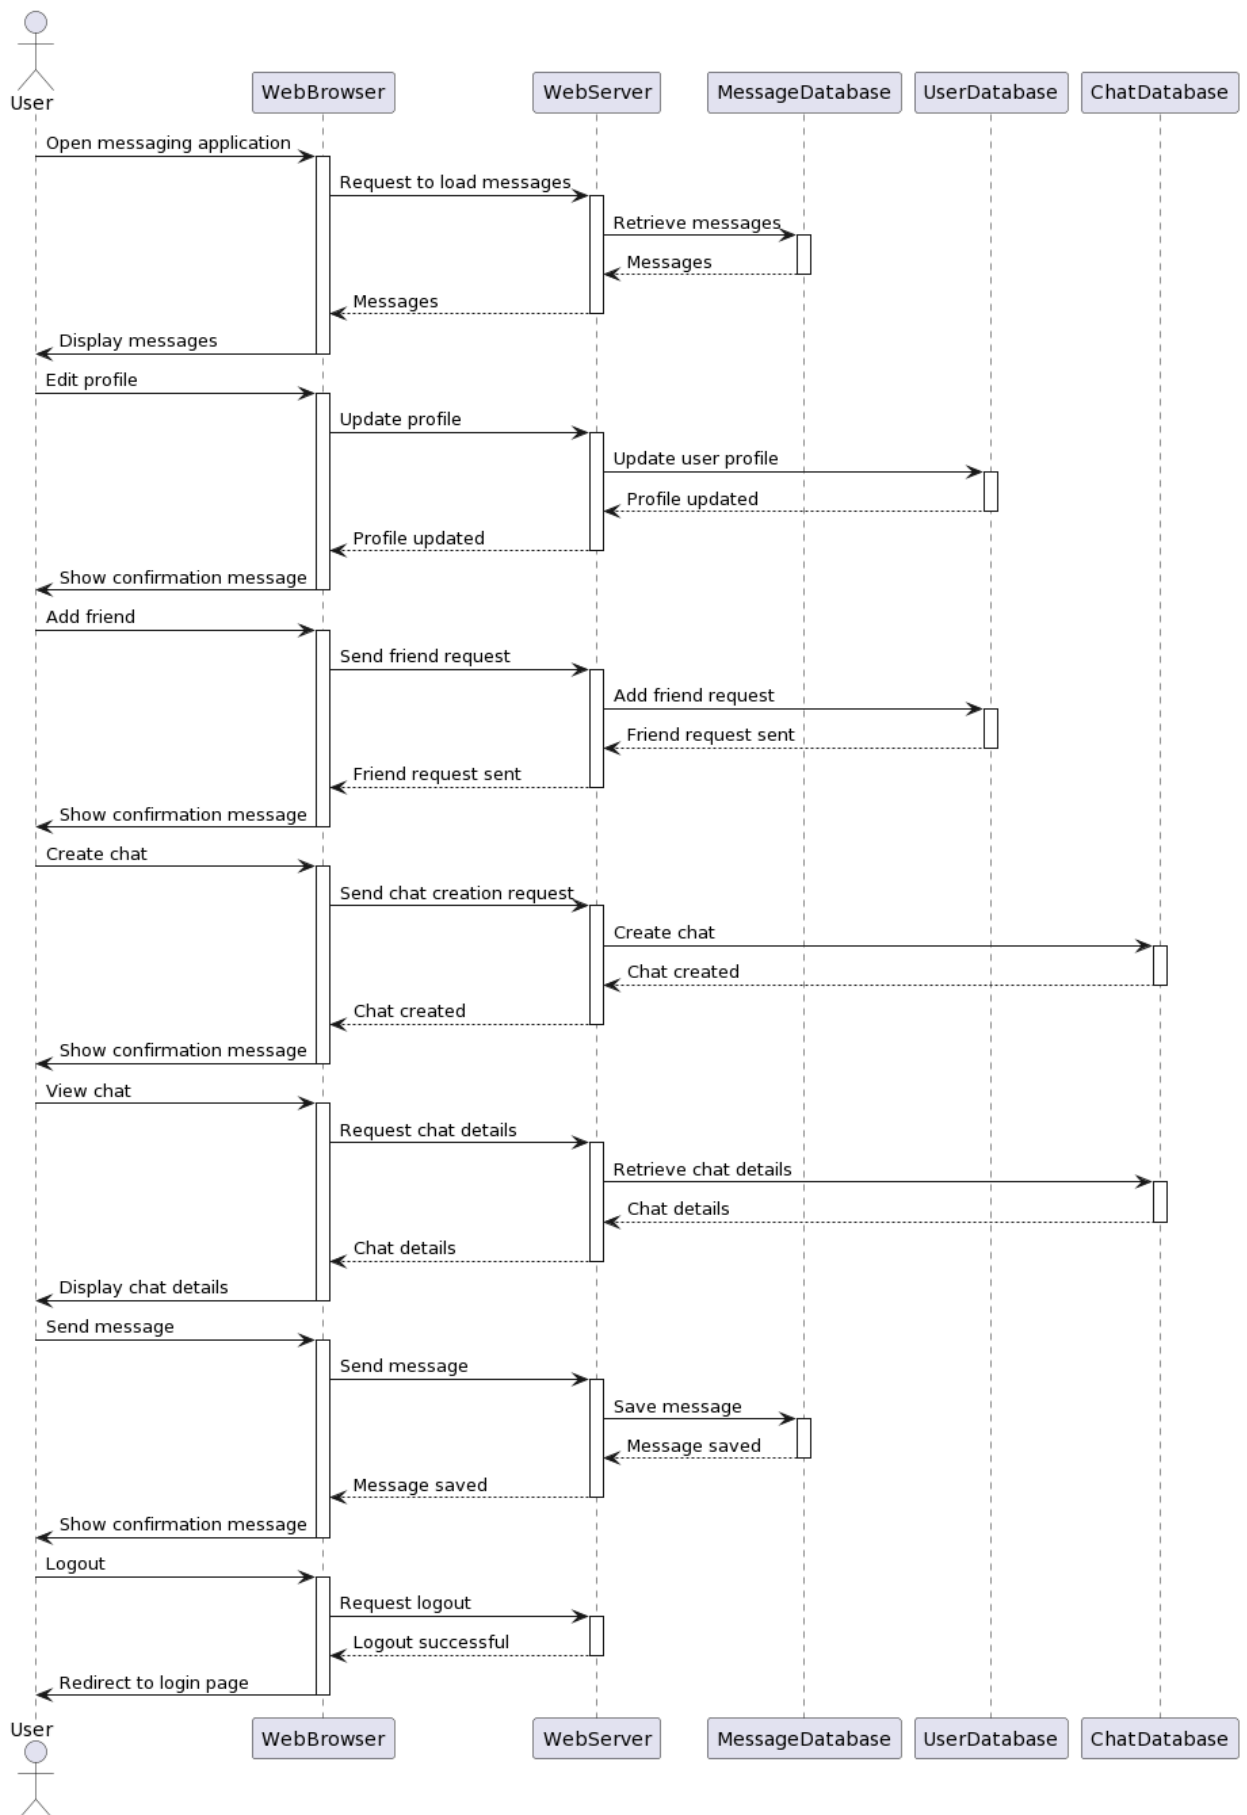 User
WebBrowser
WebServer
MessageDatabase
UserDatabase
ChatDatabase
Open messaging application
Request to load messages
Retrieve messages
Messages
Messages
Display messages
Edit profile
Update profile
Update user profile
Profile updated
Profile updated
Show confirmation message
Add friend
Send friend request
Add friend request
Friend request sent
Friend request sent
Show confirmation message
Create chat
Send chat creation request
Create chat
Chat created
Chat created
Show confirmation message
View chat
Request chat details
Retrieve chat details
Chat details
Chat details
Display chat details
Send message
Send message
Save message
Message saved
Message saved
Show confirmation message
Logout
Request logout
Logout successful
Redirect to login page
User
WebBrowser
WebServer
MessageDatabase
UserDatabase
ChatDatabase